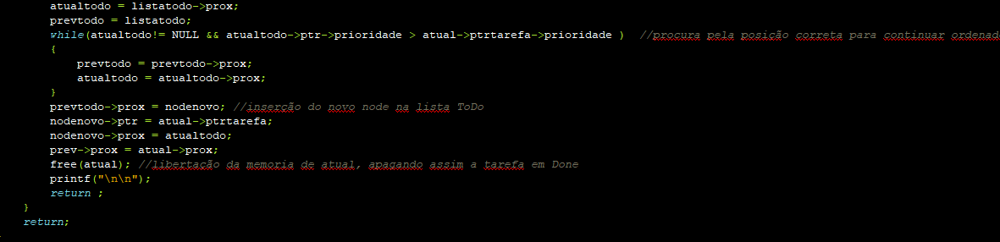 atualtodo = listatodo->prox;
prevtodo = listatodo;
while(atualtodo!= NULL && atualtodo->ptr->prioridade > atual->ptrtarefa->prioridade )  //procura pela posição correta para continuar ordenad
{
prevtodo = prevtodo->prox;
atualtodo = atualtodo->prox;
}
prevtodo->prox = nodenovo; //inserção do novo node na lista ToDo
nodenovo->ptr = atual->ptrtarefa;
nodenovo->prox = atualtodo;
prev->prox = atual->prox;
free(atual); //libertação da memoria de atual, apagando assim a tarefa em Done
printf("\n\n");
return ;
}
return;